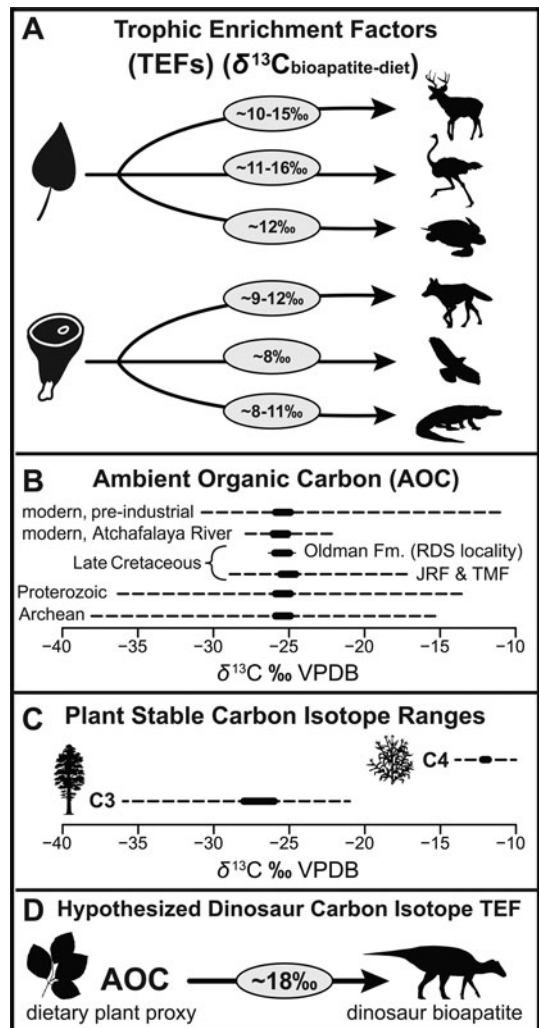 A Trophic Enrichment Factors
(TEFs) (δ¹³Cbioapatite-diet)
~10-15‰
~11-16‰
~12‰
~9-12‰
~8‰
~8-11‰
B Ambient Organic Carbon (AOC)
modern, pre-industrial
modern, Atchafalaya River
Late Cretaceous
Oldman Fm. (RDS locality)
JRF & TMF
Proterozoic
Archean
−40 −35 −30 −25 −20 −15 −10
δ¹³C ‰ VPDB
C Plant Stable Carbon Isotope Ranges
C4
C3
−40 −35 −30 −25 −20 −15 −10
δ¹³C ‰ VPDB
D Hypothesized Dinosaur Carbon Isotope TEF
AOC ~18‰
dietary plant proxy dinosaur bioapatite